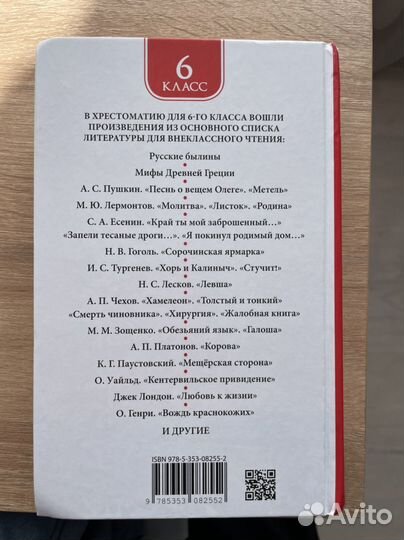 6
КЛАСС
В ХРЕСТОМАТИЮ ДЛЯ 6-ГО КЛАССА ВОШЛИ
ПРОИЗВЕДЕНИЯ ИЗ ОСНОВНОГО СПИСКА
ЛИТЕРАТУРЫ ДЛЯ ВНЕКЛАССНОГО ЧТЕНИЯ:
Русские былины
Мифы Древней Греции
А. С. Пушкин. «Песнь о вещем Олеге». «Метель»
М. Ю. Лермонтов. «Молитва». «Листок». «Родина»
С. А. Есенин. «Край ты мой заброшенный...»
«Запели тесаные дроги...». «Я покинул родимый дом...»
Н. В. Гоголь. «Сорочинская ярмарка»
И. С. Тургенев. «Хорь и Калиныч». «Стучит!»
Н. С. Лесков. «Левша»
А. П. Чехов. «Хамелеон». «Толстый и тонкий»
«Смерть чиновника». «Хирургия». «Жалобная книга»
М. М. Зощенко. «Обезьяний язык». «Галоша»
А. П. Платонов. «Корова»
К. Г. Паустовский. «Мещёрская сторона»
О. Уайльд. «Кентервильское привидение»
Джек Лондон. «Любовь к жизни»
О. Генри. «Вождь краснокожих»
И ДРУГИЕ
ISBN 978-5-353-08255-2
9 785353 082552
Avito